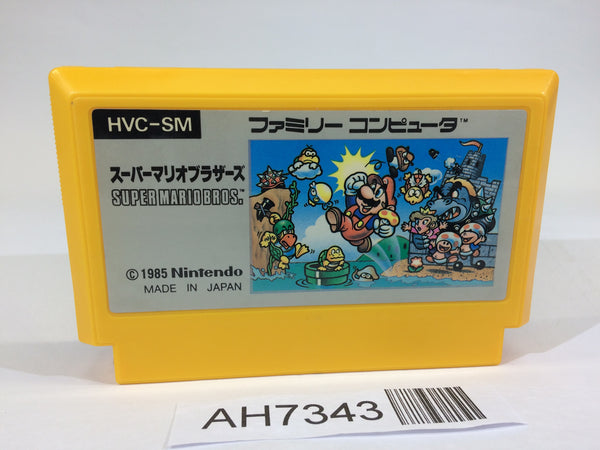 HVC-SM
ファミリー コンピュータ™
スーパーマリオブラザーズ
SUPER MARIO BROS.™
© 1985 Nintendo
MADE IN JAPAN
AH7343